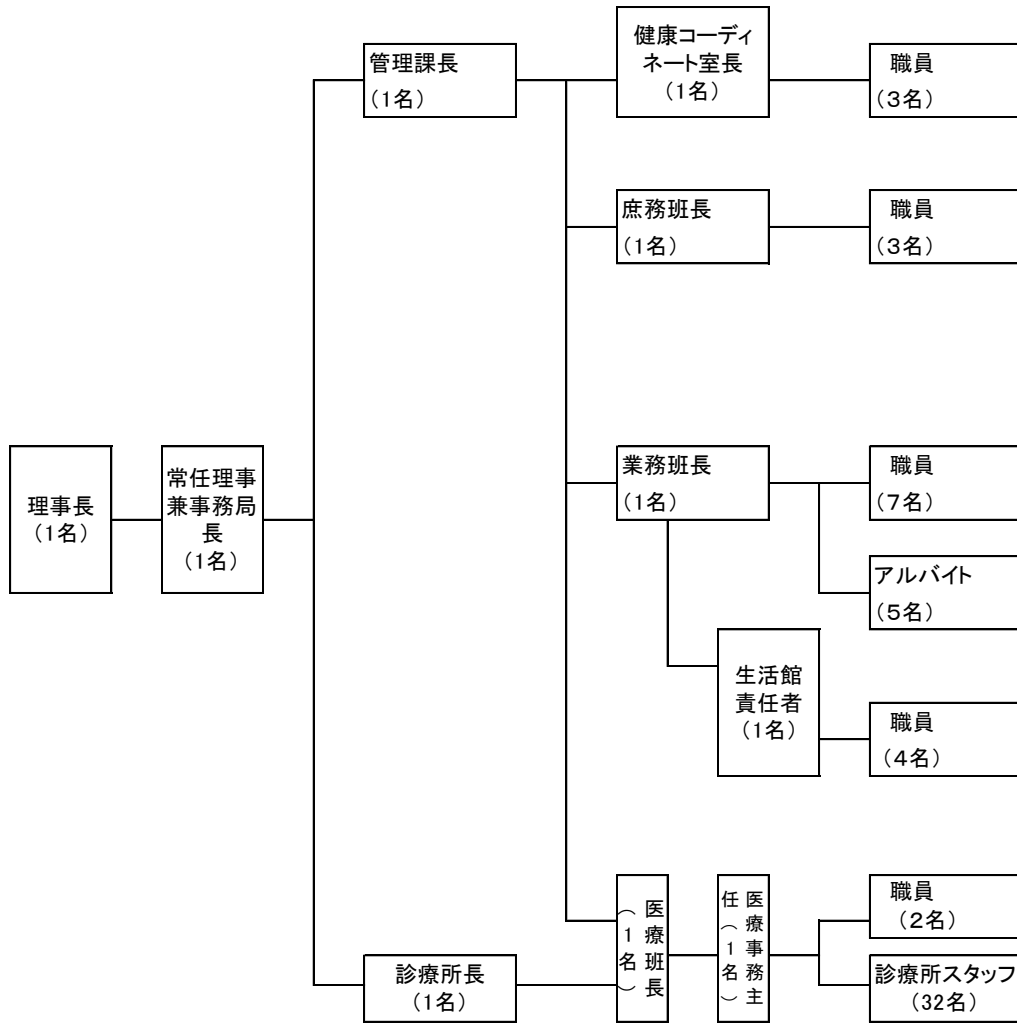 理事長
(1名)
常任理事
兼事務局
長
(1名)
管理課長
(1名)
健康コーディ
ネート室長
(1名)
職員
(3名)
庶務班長
(1名)
職員
(3名)
業務班長
(1名)
職員
(7名)
アルバイト
(5名)
生活館
責任者
(1名)
職員
(4名)
診療所長
(1名)
医療班長
(1名)
医療事務主
任(1名)
職員
(2名)
診療所スタッフ
(32名)